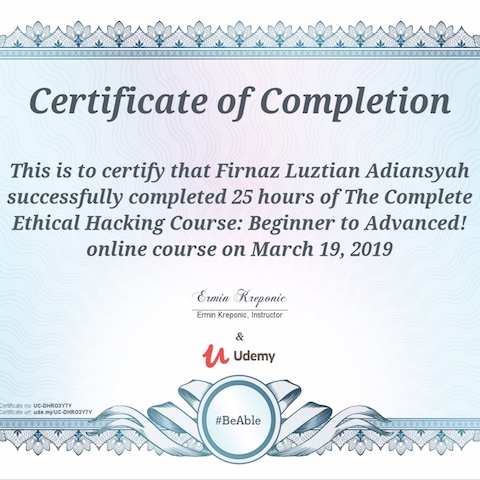 Certificate of Completion
This is to certify that Firnaz Luztian Adiansyah
successfully completed 25 hours of The Complete
Ethical Hacking Course: Beginner to Advanced!
online course on March 19, 2019
Ermin Kreponic
Ermin Kreponic, Instructor
&
Udemy
Certificate no: UC-DHRO3Y7Y
Certificate url: ude.my/UC-DHRO3Y7Y
#BeAble